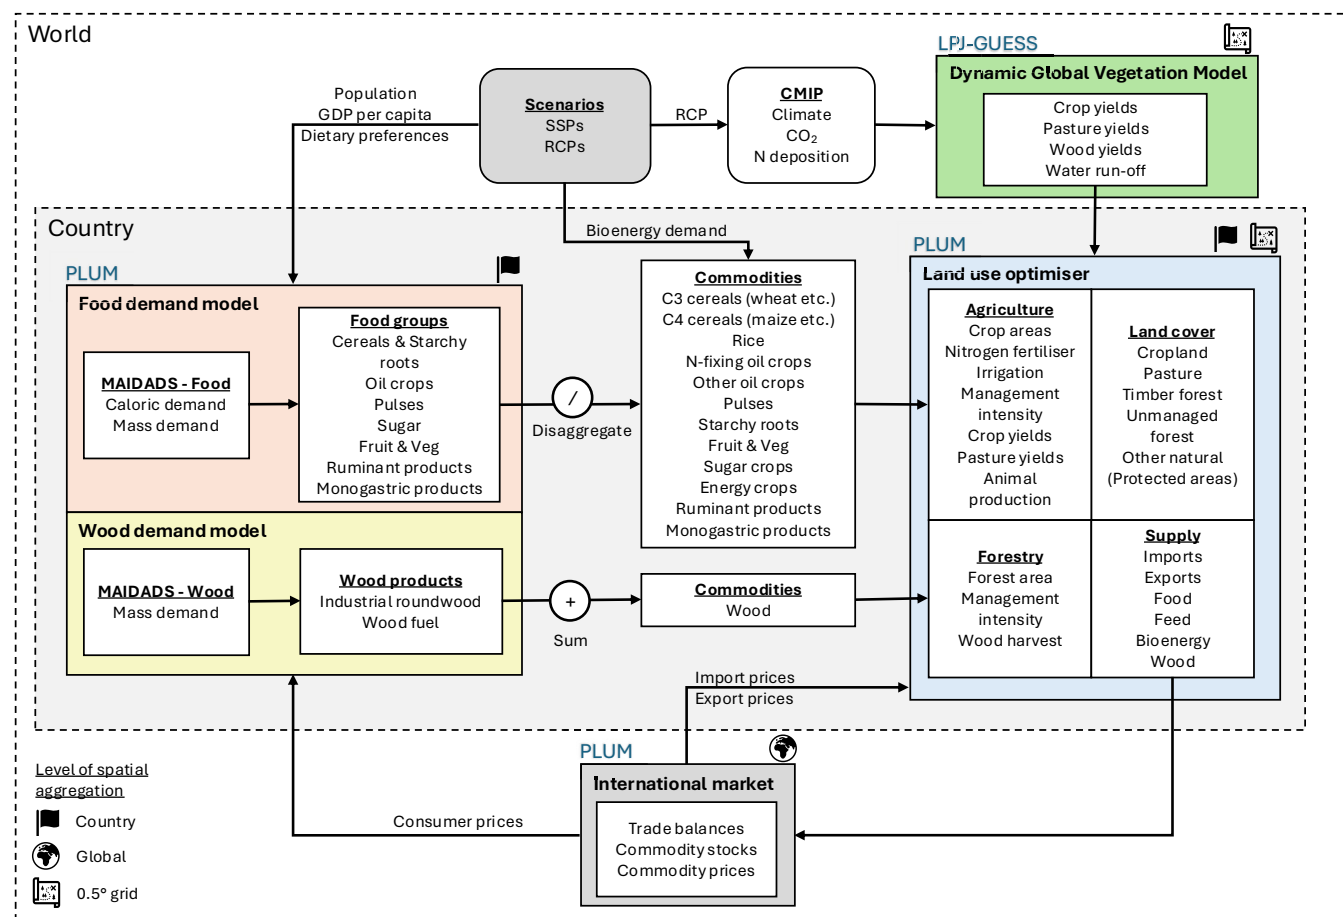 World
LPJ-GUESS
Dynamic Global Vegetation Model
Crop yields
Pasture yields
Wood yields
Water run-off
Population
GDP per capita
Dietary preferences
Scenarios
SSPs
RCPs
RCP
CMIP
Climate
CO₂
N deposition
Country
Bioenergy demand
PLUM
Food demand model
MAIDADS - Food
Caloric demand
Mass demand
Food groups
Cereals & Starchy
roots
Oil crops
Pulses
Sugar
Fruit & Veg
Ruminant products
Monogastric products
/
Disaggregate
Commodities
C3 cereals (wheat etc.)
C4 cereals (maize etc.)
Rice
N-fixing oil crops
Other oil crops
Pulses
Starchy roots
Fruit & Veg
Sugar crops
Energy crops
Ruminant products
Monogastric products
PLUM
Land use optimiser
Agriculture
Crop areas
Nitrogen fertiliser
Irrigation
Management
intensity
Crop yields
Pasture yields
Animal
production
Land cover
Cropland
Pasture
Timber forest
Unmanaged
forest
Other natural
(Protected areas)
Forestry
Forest area
Management
intensity
Wood harvest
Supply
Imports
Exports
Food
Feed
Bioenergy
Wood
Wood demand model
MAIDADS - Wood
Mass demand
Wood products
Industrial roundwood
Wood fuel
+
Sum
Commodities
Wood
Import prices
Export prices
PLUM
International market
Trade balances
Commodity stocks
Commodity prices
Consumer prices
Level of spatial
aggregation
Country
Global
0.5° grid